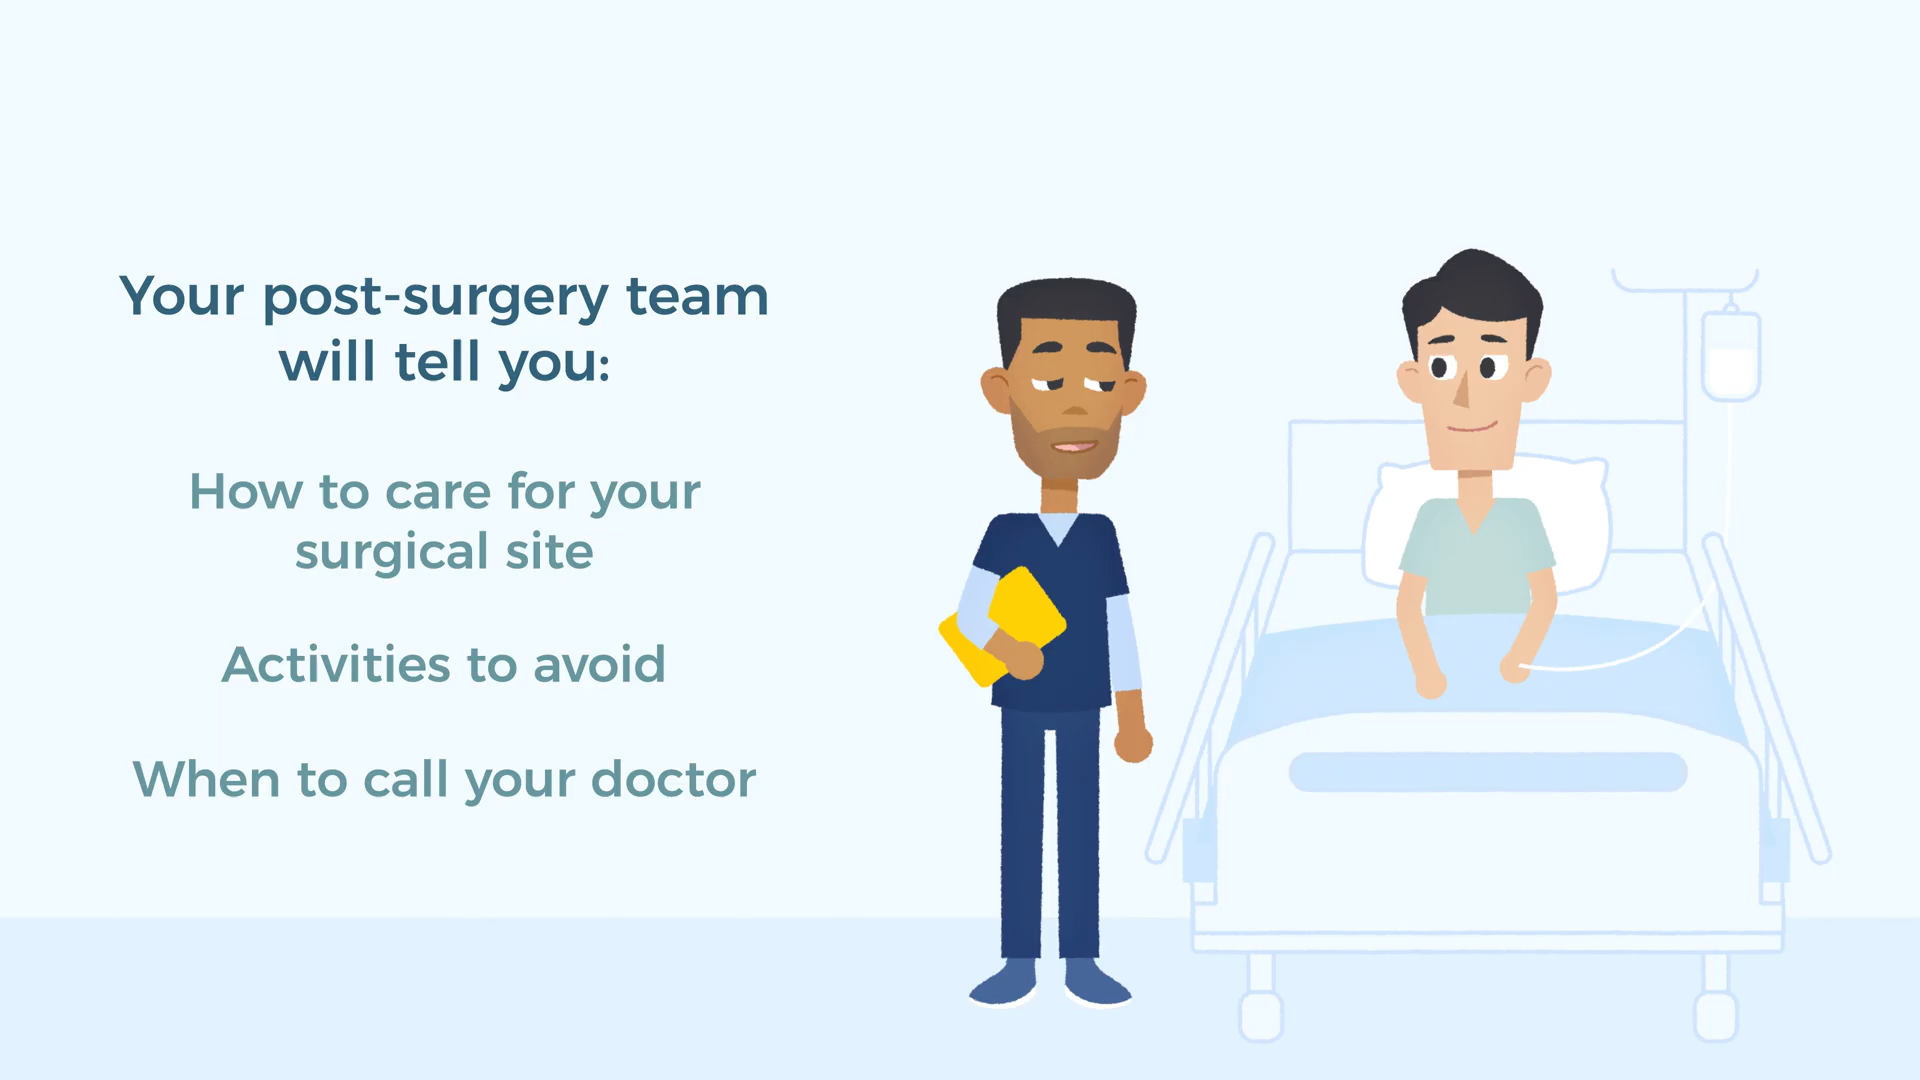 Your post-surgery team
will tell you:
How to care for your
surgical site
Activities to avoid
When to call your doctor